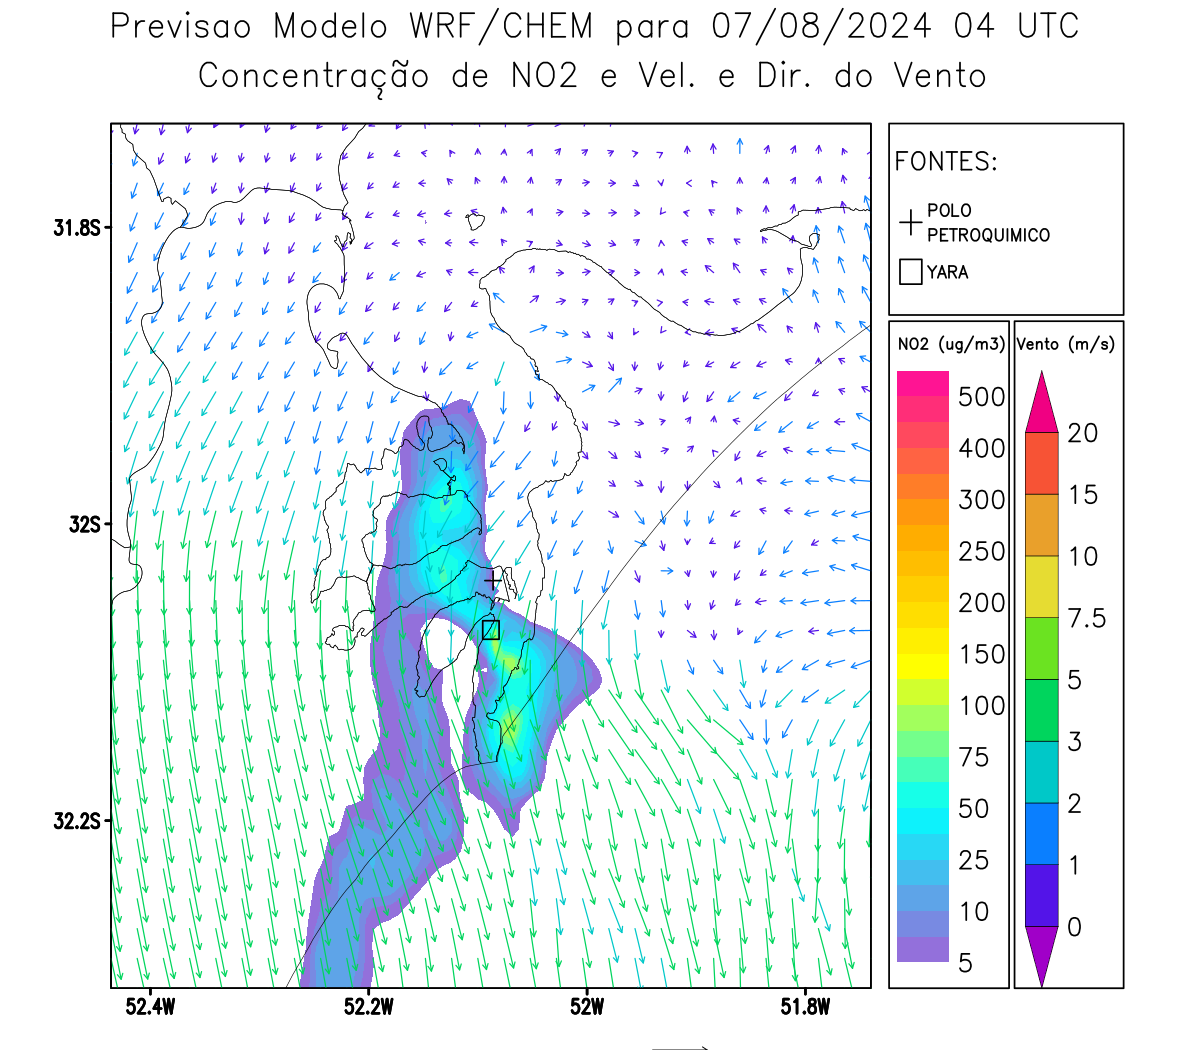 Previsao Modelo WRF/CHEM para 07/08/2024 04 UTC
Concentração de NO2 e Vel. e Dir. do Vento
FONTES:
POLO
PETROQUIMICO
YARA
31.8S
32S
32.2S
52.4W
52.2W
52W
51.8W
NO2 (ug/m3)
500
400
300
250
200
150
100
75
50
25
10
5
Vento (m/s)
20
15
10
7.5
5
3
2
1
0